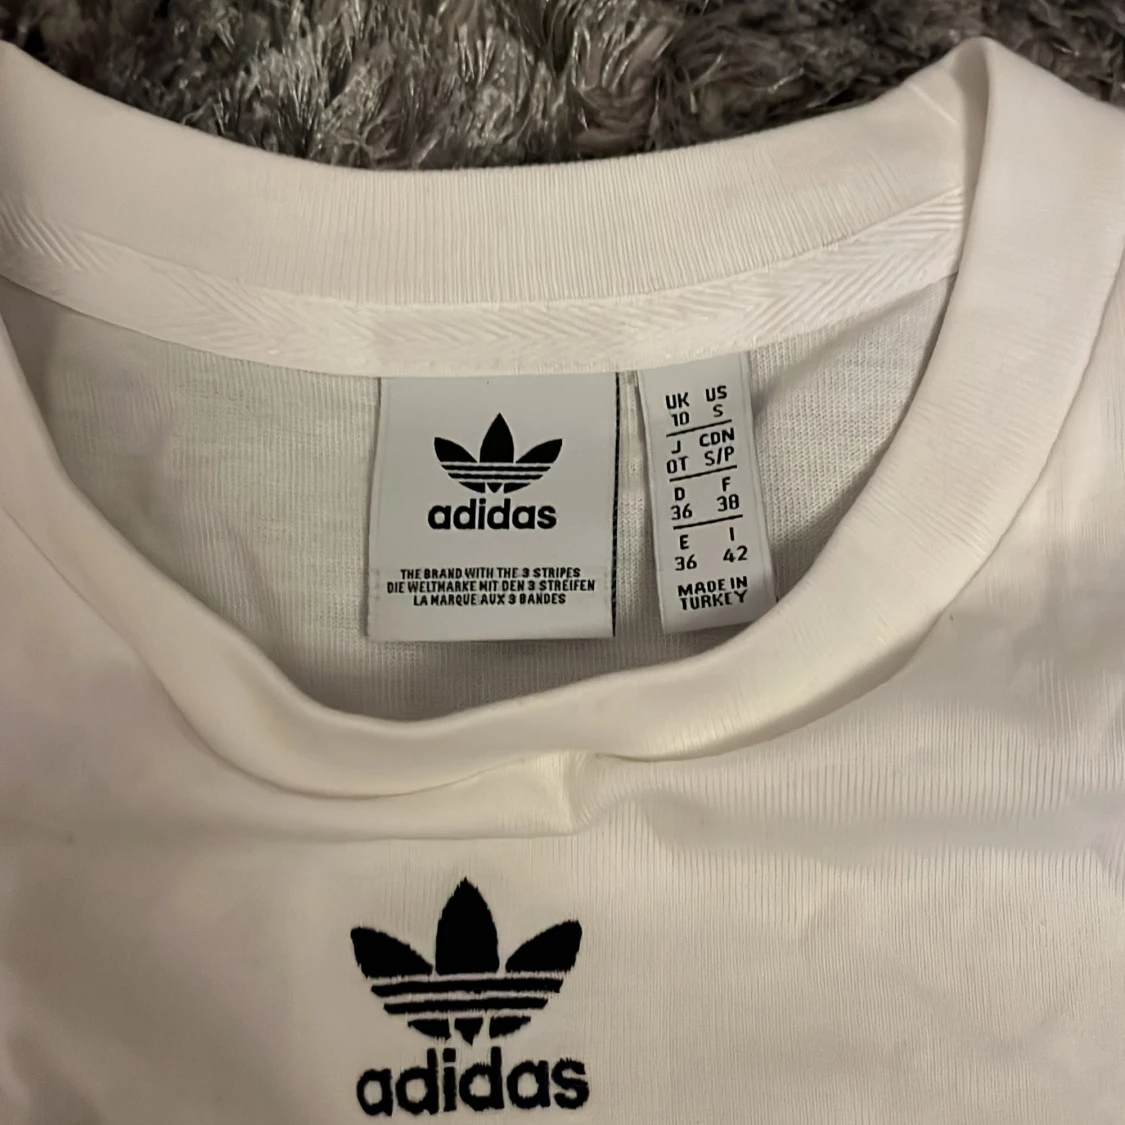 adidas
THE BRAND WITH THE 3 STRIPES
DIE WELTMARKE MIT DEN 3 STREIFEN
LA MARQUE AUX 3 BANDES
UK US
10 S
J CDN
OT S/P
D F
36 38
E I
36 42
MADE IN
TURKEY
adidas